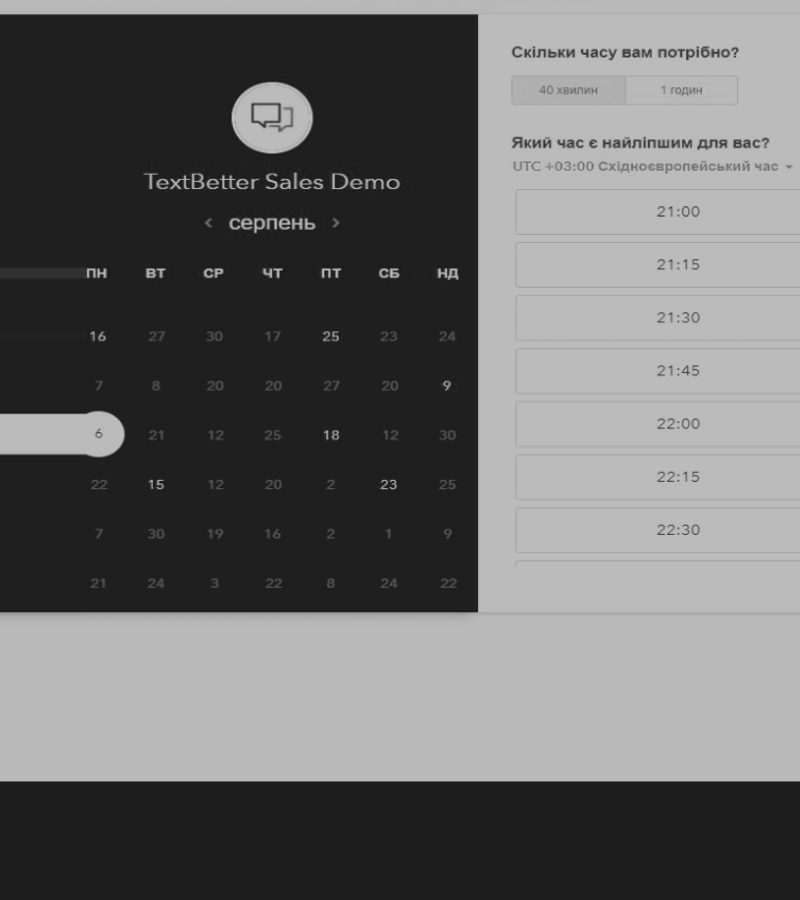 TextBetter Sales Demo
‹ серпень ›
ПН ВТ СР ЧТ ПТ СБ НД
16 27 30 17 25 23 24
7 8 20 20 27 20 9
6 21 12 25 18 12 30
22 15 12 20 2 23 25
7 30 19 16 2 1 9
21 24 3 22 8 24 22
Скільки часу вам потрібно?
40 хвилин 1 годин
Який час є найліпшим для вас?
UTC +03:00 Східноєвропейський час
21:00
21:15
21:30
21:45
22:00
22:15
22:30